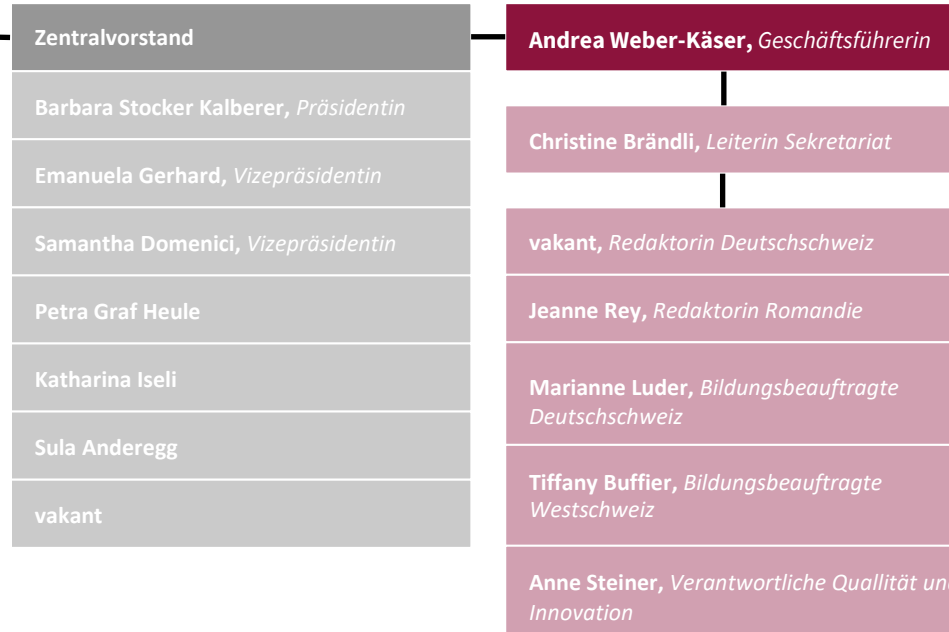 Zentralvorstand
Barbara Stocker Kalberer, Präsidentin
Emanuela Gerhard, Vizepräsidentin
Samantha Domenici, Vizepräsidentin
Petra Graf Heule
Katharina Iseli
Sula Anderegg
vakant
Andrea Weber-Käser, Geschäftsführerin
Christine Brändli, Leiterin Sekretariat
vakant, Redaktorin Deutschschweiz
Jeanne Rey, Redaktorin Romandie
Marianne Luder, Bildungsbeauftragte
Deutschschweiz
Tiffany Buffier, Bildungsbeauftragte
Westschweiz
Anne Steiner, Verantwortliche Quallität un
Innovation